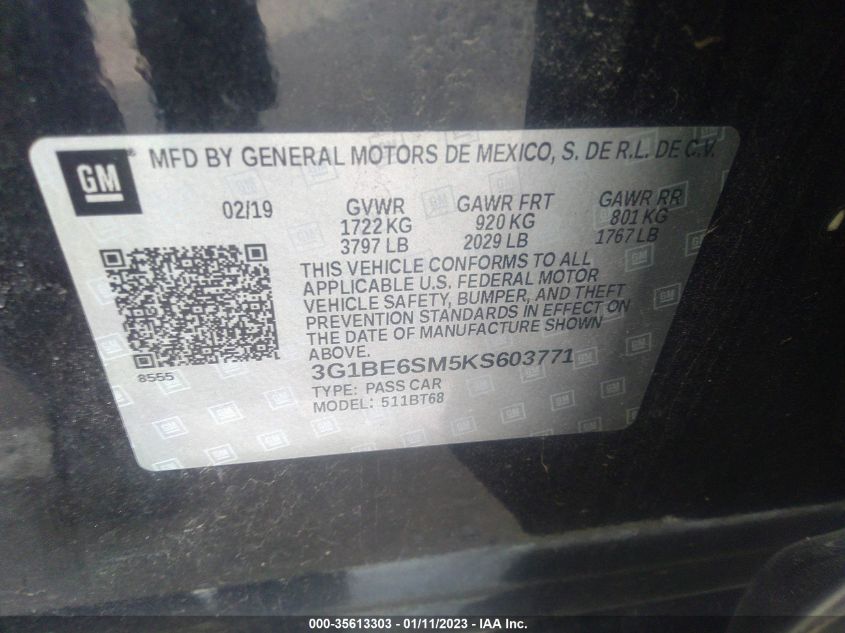 GM ® MFD BY GENERAL MOTORS DE MEXICO, S. DE R.L. DE C.V.
02/19 GVWR GAWR FRT GAWR RR
1722 KG 920 KG 801 KG
3797 LB 2029 LB 1767 LB
THIS VEHICLE CONFORMS TO ALL
APPLICABLE U.S. FEDERAL MOTOR
VEHICLE SAFETY, BUMPER, AND THEFT
PREVENTION STANDARDS IN EFFECT ON
THE DATE OF MANUFACTURE SHOWN
ABOVE.
8555
3G1BE6SM5KS603771
TYPE: PASS CAR
MODEL: 511BT68
000-35613303 - 01/11/2023 - IAA Inc.